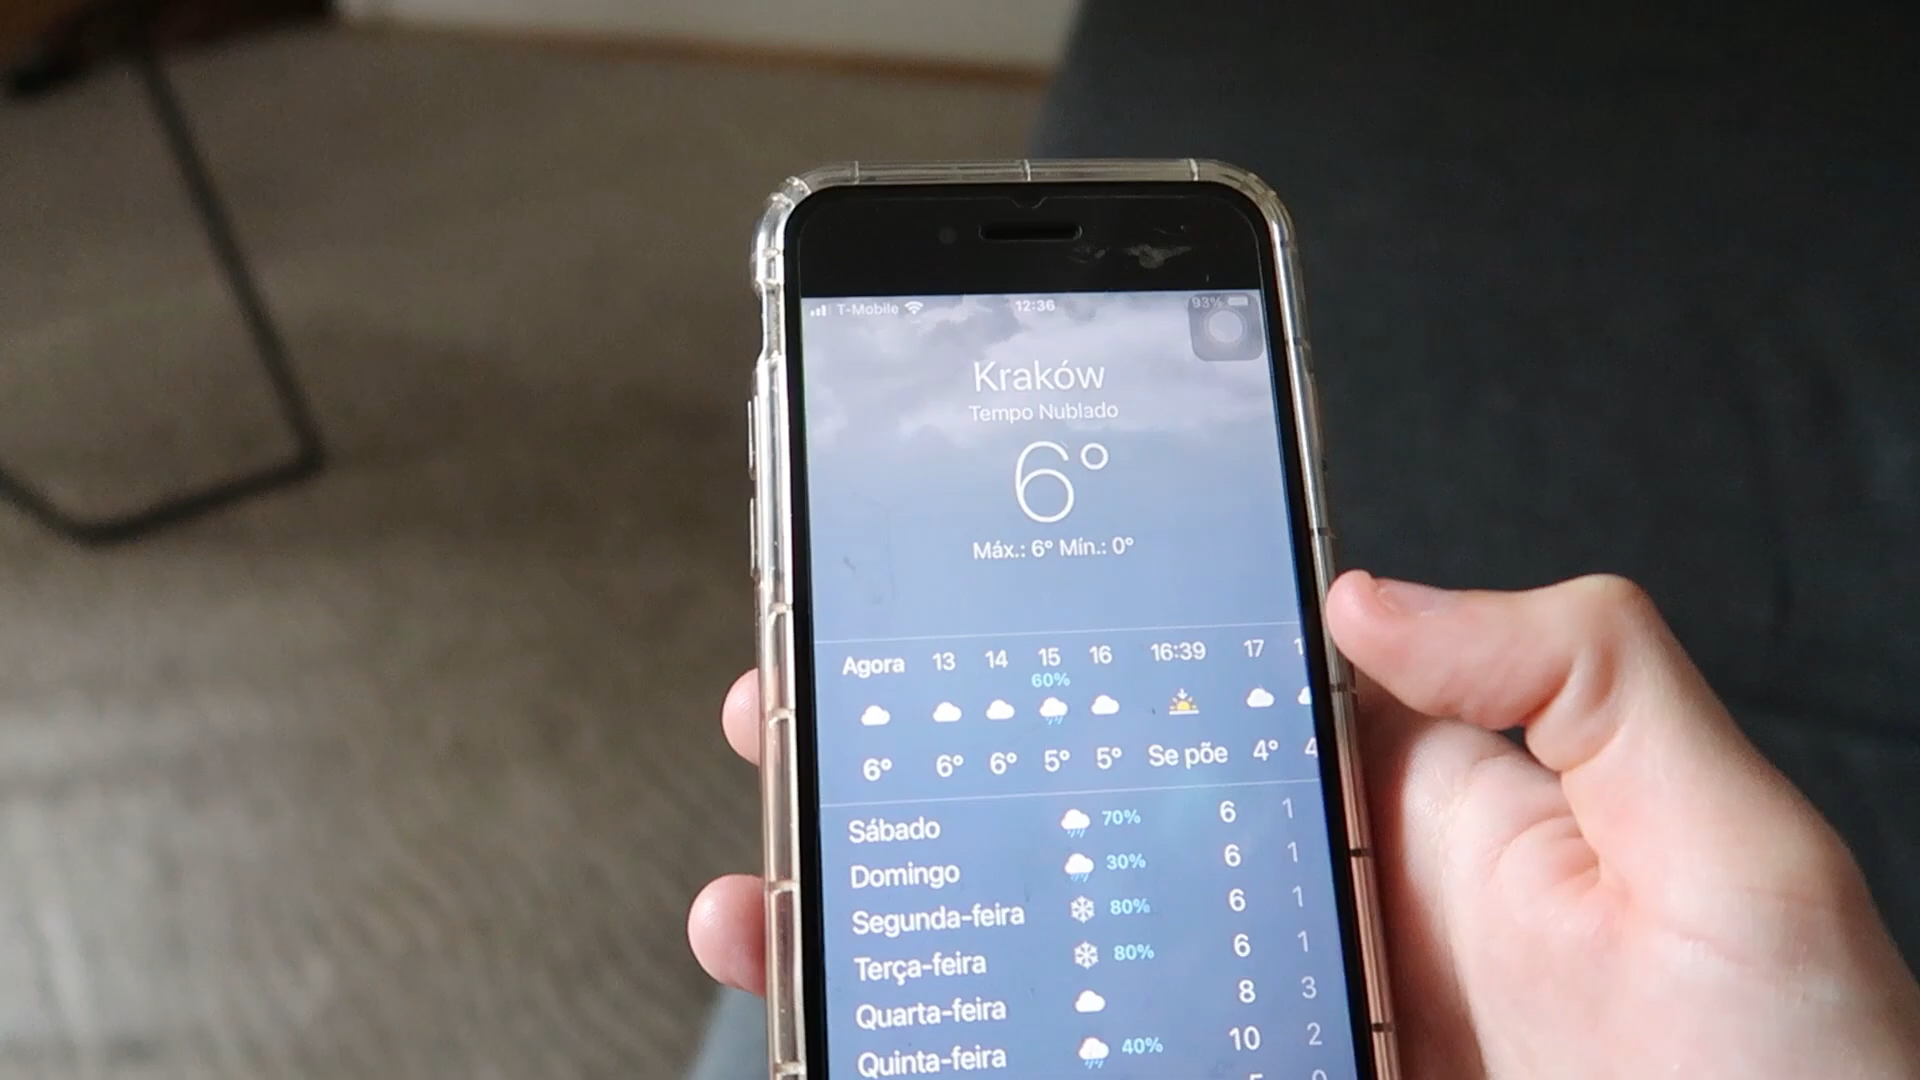 T-Mobile 12:36 93%
Kraków
Tempo Nublado
6°
Máx.: 6° Mín.: 0°
Agora 13 14 15 16 16:39 17
60%
6° 6° 6° 5° 5° Se põe 4° 4
Sábado 70% 6 1
Domingo 30% 6 1
Segunda-feira 80% 6 1
Terça-feira 80% 6 1
Quarta-feira 8 3
Quinta-feira 40% 10 2